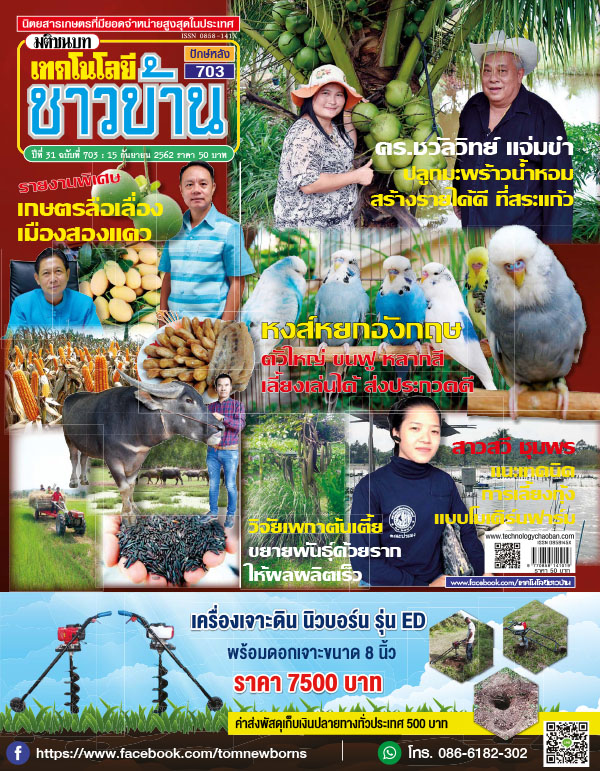 นิตยสารเกษตรที่มียอดจำหน่ายสูงสุดในประเทศ
ISSN 0858-141X
มติชนบท
ปักษ์หลัง
703
เทคโนโลยี
ชาวบ้าน
ปีที่ 31 ฉบับที่ 703 : 15 กันยายน 2562 ราคา 50 บาท
ดร.ชวลิวิทย์ แจ่มขำ
ปลูกมะพร้าวน้ำหอม
สร้างรายได้ดี ที่สระแก้ว
รายงานพิเศษ
เกษตรลือเลื่อง
เมืองสองแคว
หงส์หยกอังกฤษ
ตัวใหญ่ ขนฟู หลากสี
เลี้ยงเล่นได้ ส่งประกวดดี
สาวสวี ชุมพร
แนะเทคนิค
การเลี้ยงกุ้ง
แบบโมเดิร์นฟาร์ม
วิจัยเพกาต้นเตี้ย
ขยายพันธุ์ด้วยราก
ให้ผลผลิตเร็ว
www.technologychaoban.com
ราคา 50 บาท
www.facebook.com/เทคโนโลยีชาวบ้าน
เครื่องเจาะดิน นิวบอร์น รุ่น ED
พร้อมดอกเจาะขนาด 8 นิ้ว
ราคา 7500 บาท
ค่าส่งพัสดุเก็บเงินปลายทางทั่วประเทศ 500 บาท
https://www.facebook.com/tomnewborns
โทร. 086-6182-302